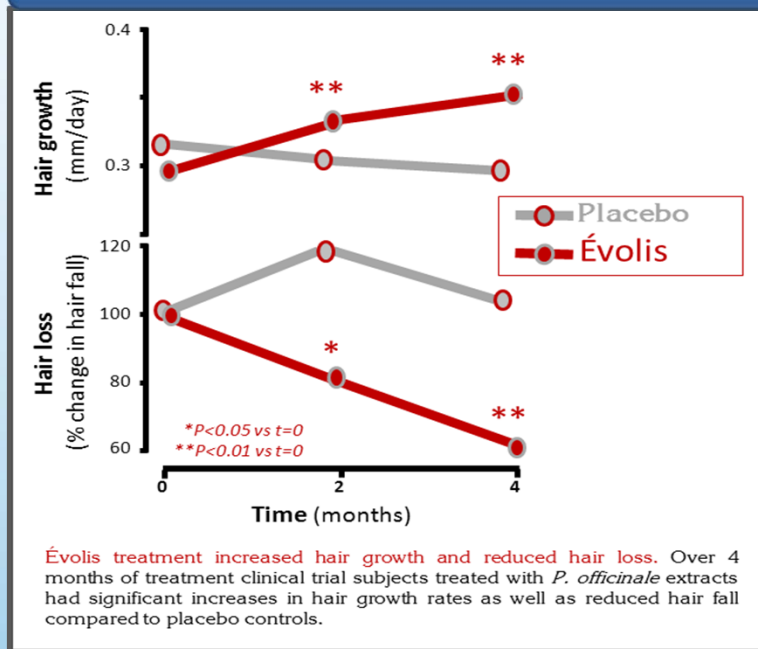 0.4
Hair growth
(mm/day)
0.3
** **
Placebo
Évolis
120
100
80
60
Hair loss
(% change in hair fall)
* **
*P<0.05 vs t=0
**P<0.01 vs t=0
0 2 4
Time (months)
Évolis treatment increased hair growth and reduced hair loss. Over 4
months of treatment clinical trial subjects treated with P. officinale extracts
had significant increases in hair growth rates as well as reduced hair fall
compared to placebo controls.